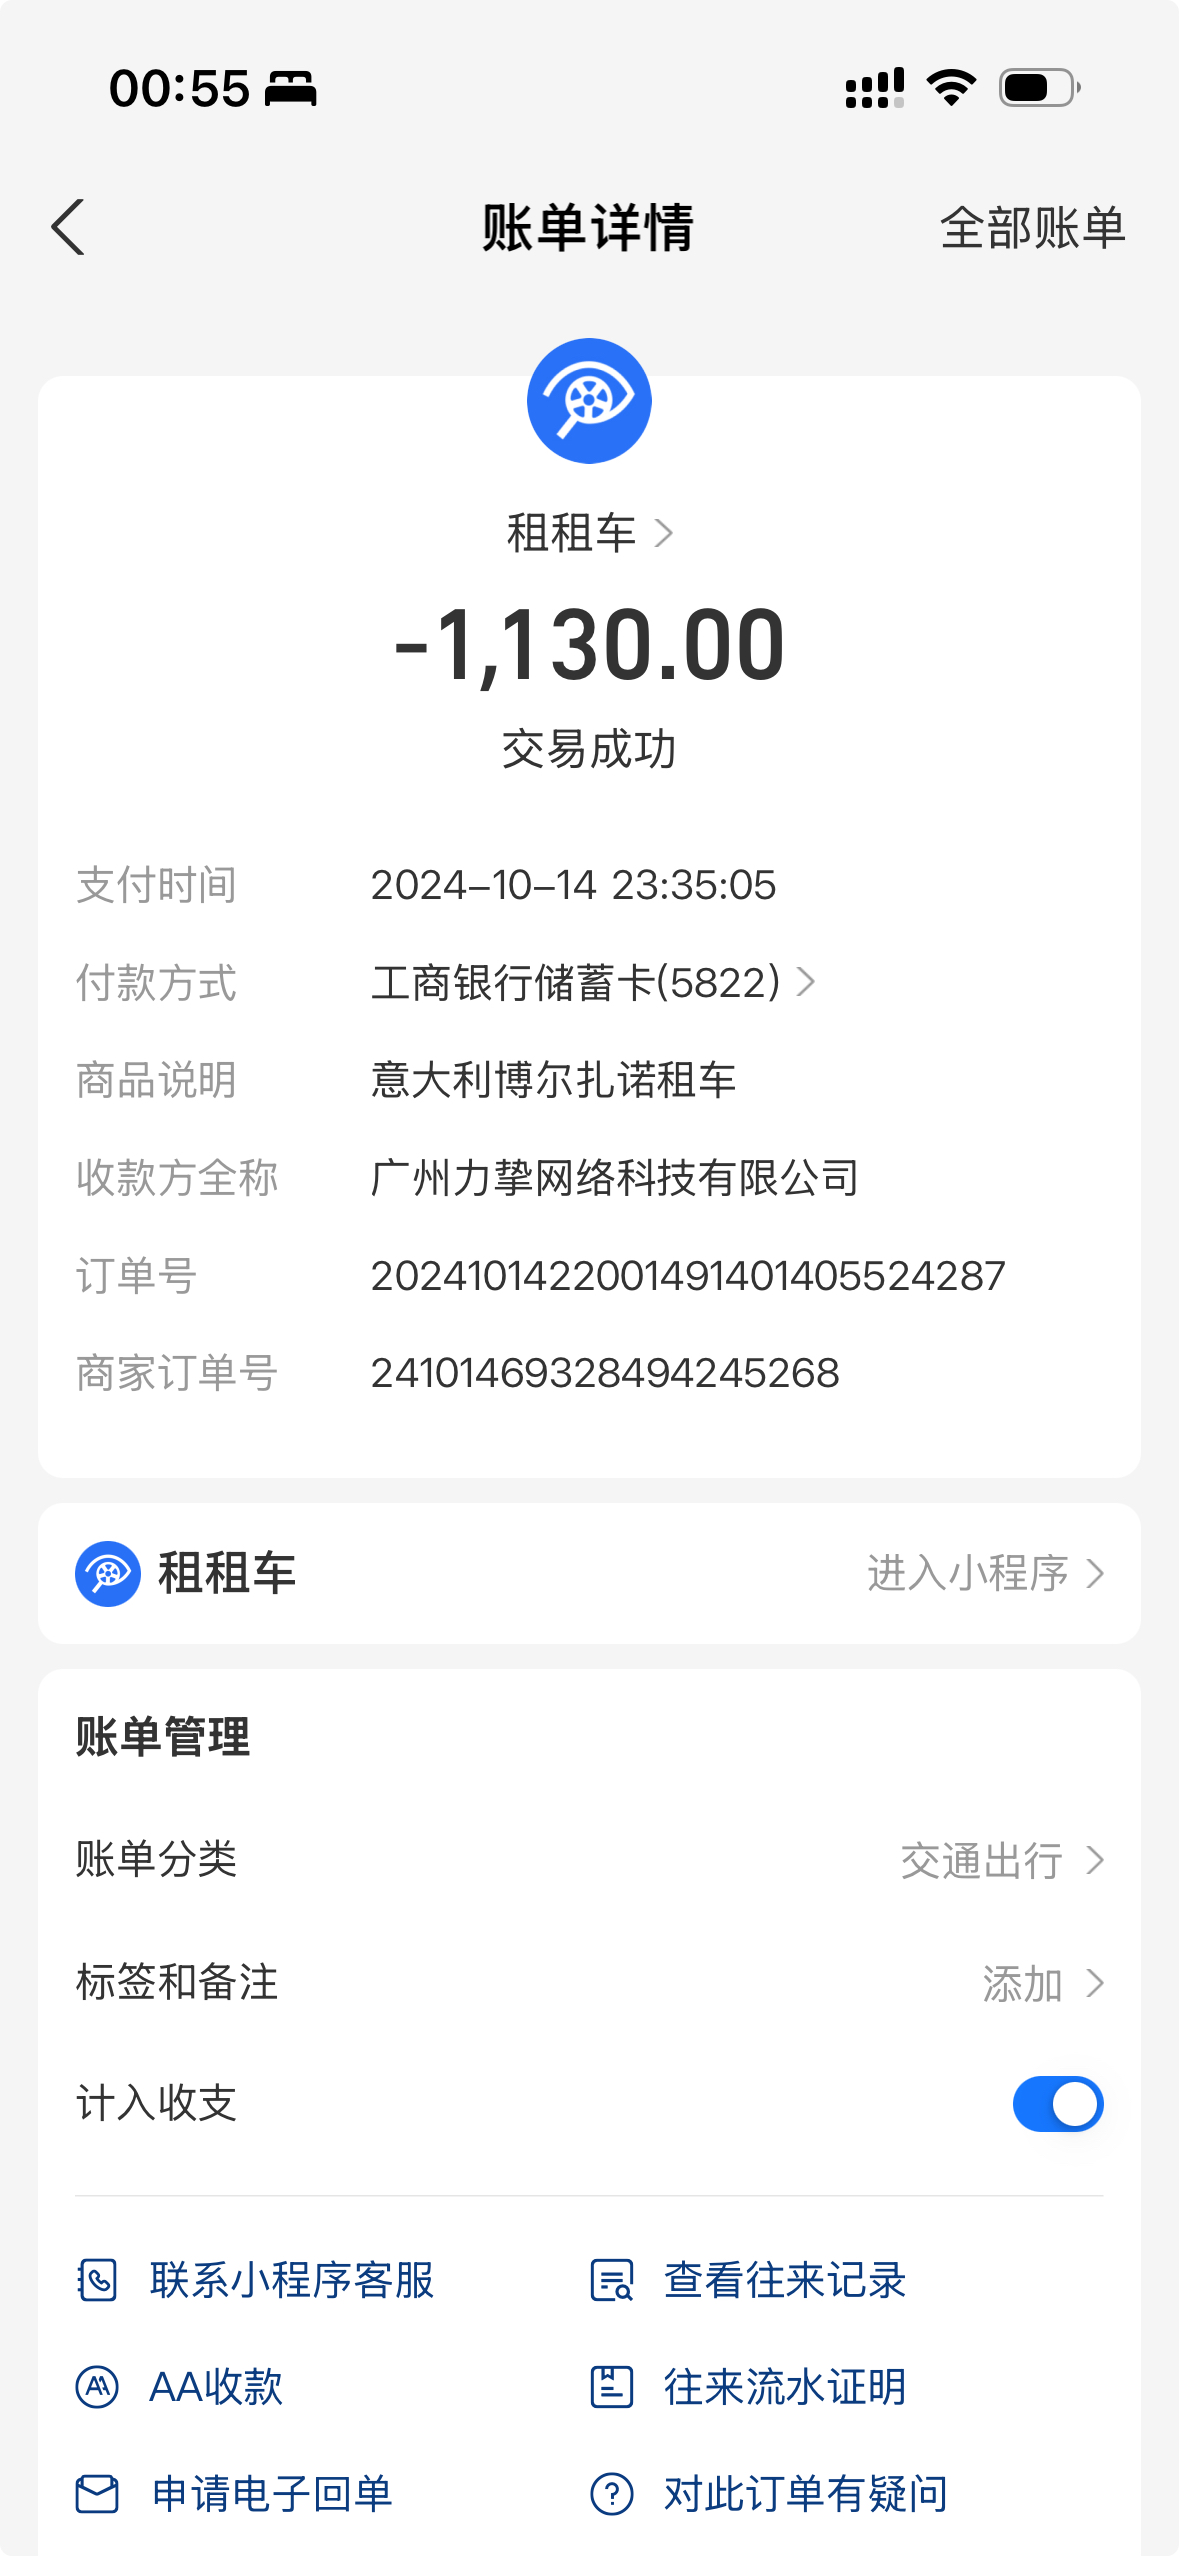 00:55
账单详情
全部账单
租租车
-1,130.00
交易成功
支付时间 2024-10-14 23:35:05
付款方式 工商银行储蓄卡(5822)
商品说明 意大利博尔扎诺租车
收款方全称 广州力挚网络科技有限公司
订单号 2024101422001491401405524287
商家订单号 24101469328494245268
租租车 进入小程序
账单管理
账单分类 交通出行
标签和备注 添加
计入收支
联系小程序客服 查看往来记录
AA收款 往来流水证明
申请电子回单 对此订单有疑问